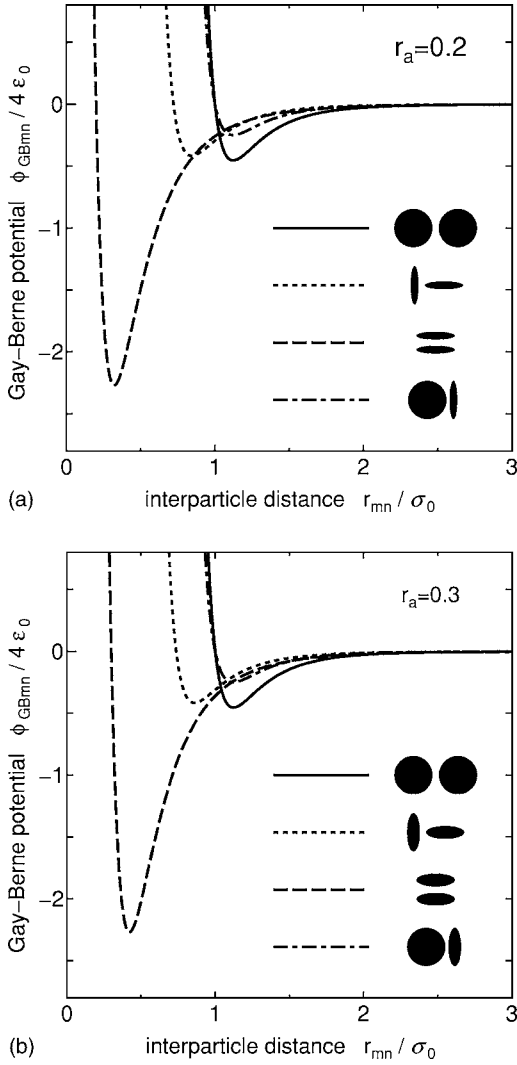 r_a=0.2
Gay-Berne potential ϕ_GBmn / 4 ε_0
0
-1
-2
0 1 2 3
(a) interparticle distance r_mn / σ_0
r_a=0.3
Gay-Berne potential ϕ_GBmn / 4 ε_0
0
-1
-2
0 1 2 3
(b) interparticle distance r_mn / σ_0